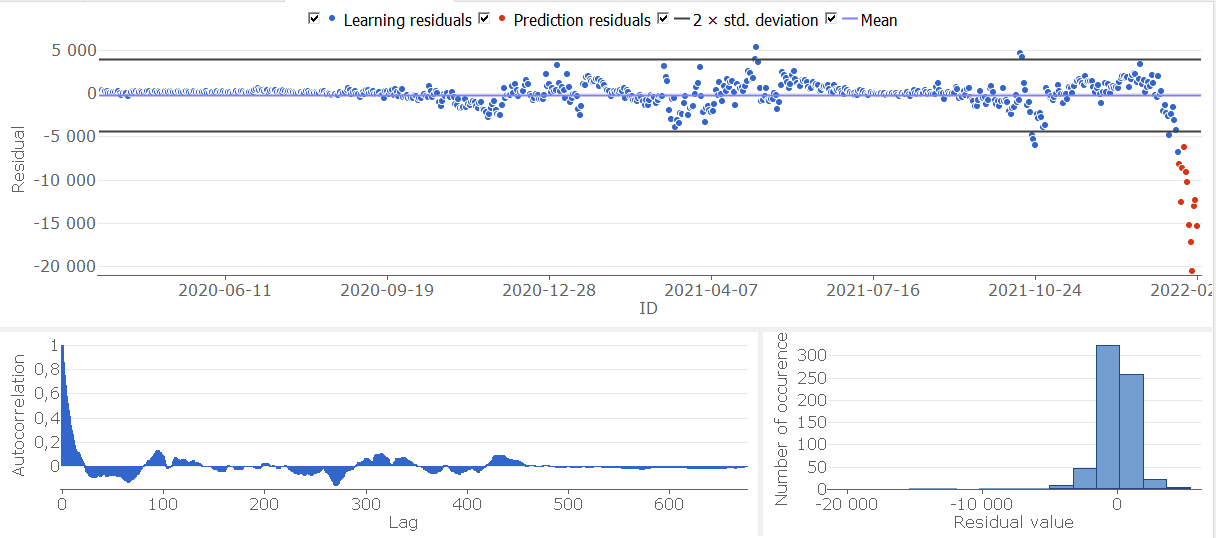 Learning residuals Prediction residuals 2 × std. deviation Mean
5 000
0
-5 000
-10 000
-15 000
-20 000
Residual
2020-06-11 2020-09-19 2020-12-28 2021-04-07 2021-07-16 2021-10-24 2022-02
ID
Autocorrelation
1
0,8
0,6
0,4
0,2
0
0 100 200 300 400 500 600
Lag
Number of occurence
300
250
200
150
100
50
0
-20 000 -10 000 0
Residual value